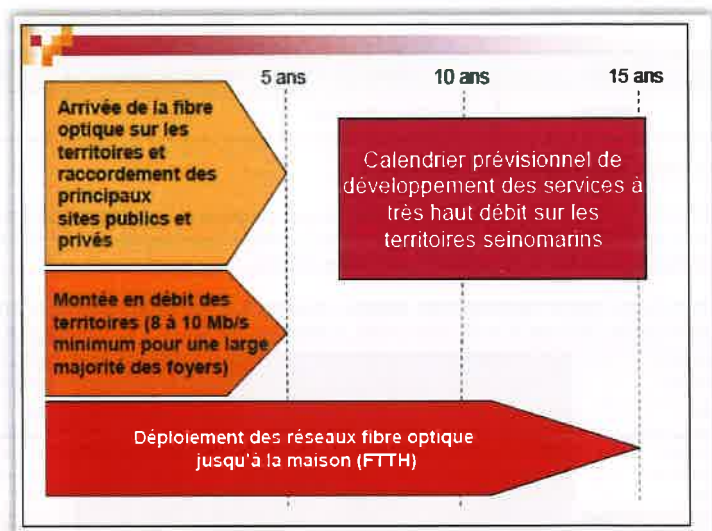 5 ans
10 ans
15 ans
Arrivée de la fibre
optique sur les
territoires et
raccordement des
principaux
sites publics et
privés
Calendrier prévisionnel de
développement des services à
très haut débit sur les
territoires seinomarins
Montée en débit des
territoires (8 à 10 Mb/s
minimum pour une large
majorité des foyers)
Déploiement des réseaux fibre optique
jusqu'à la maison (FTTH)